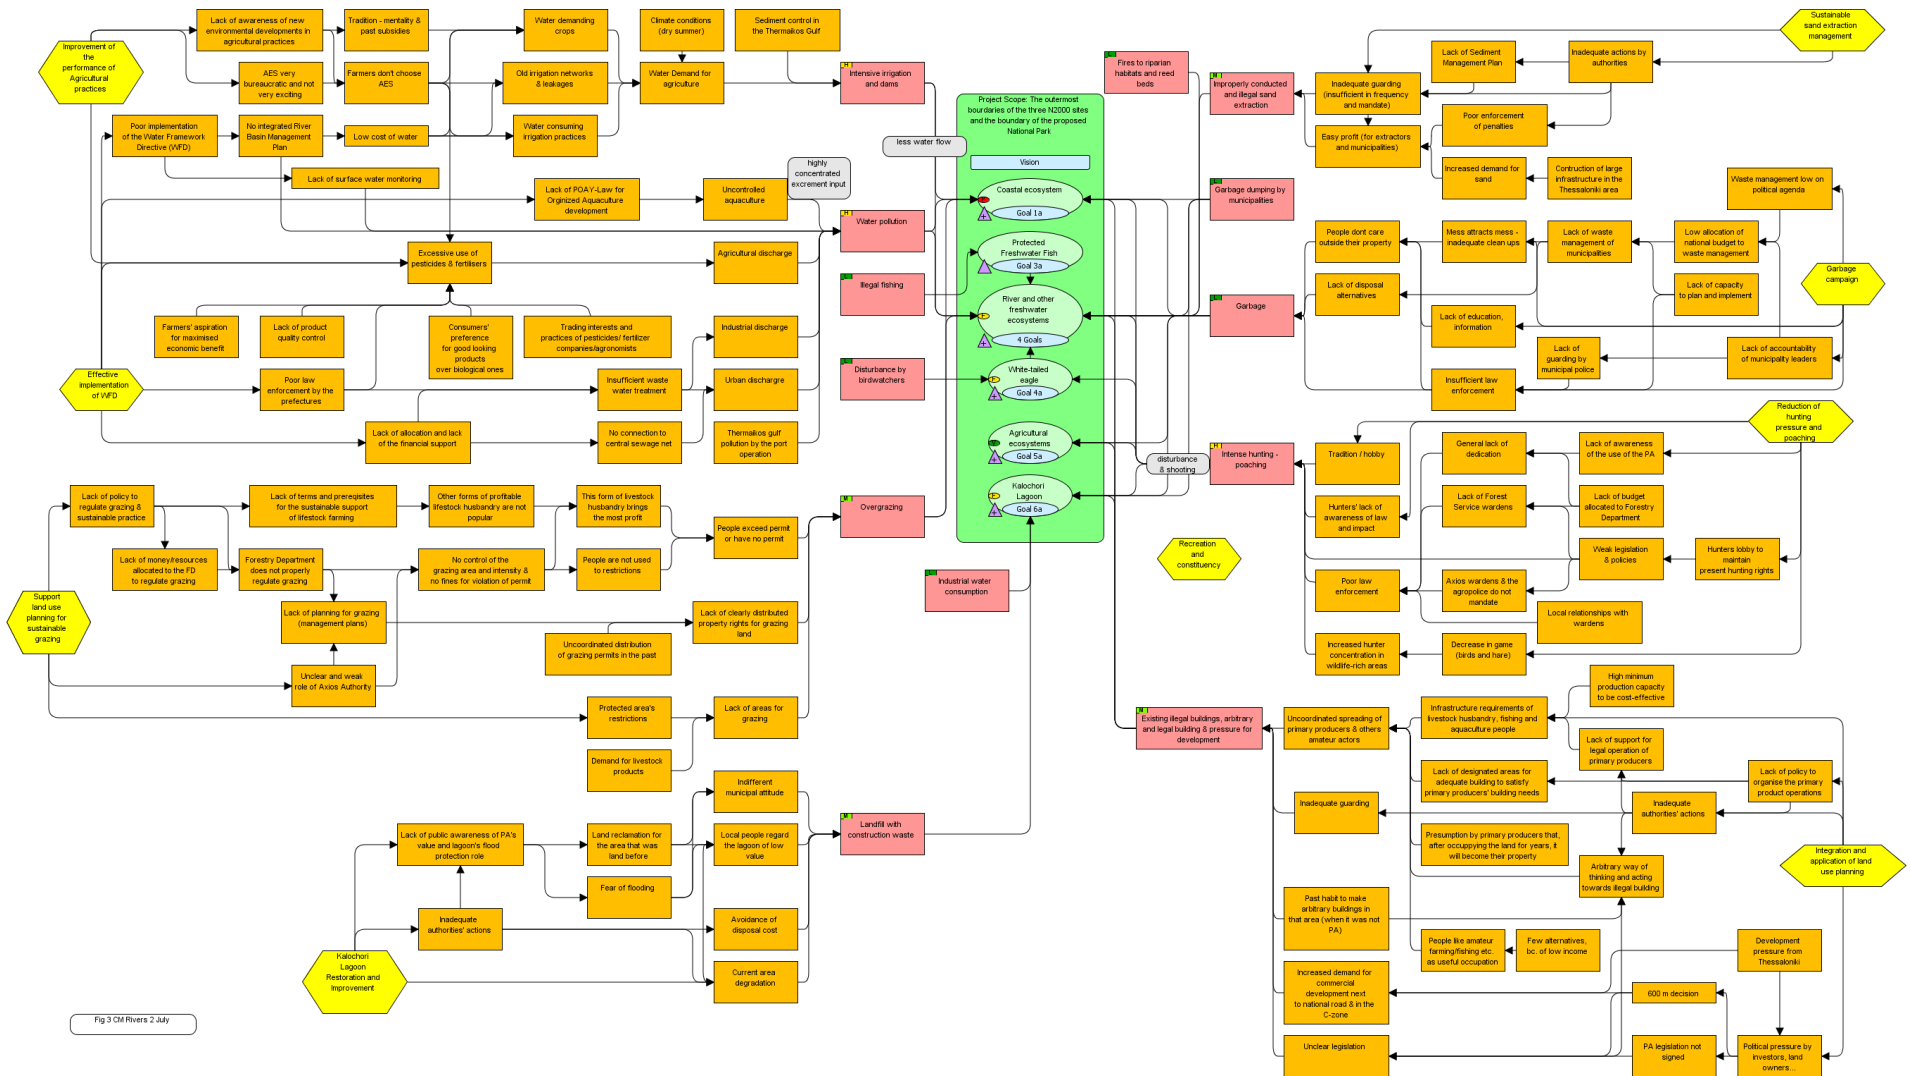 Improvement of
the
performance of
Agricultural
practices
Lack of awareness of new
environmental developments in
agricultural practices
Tradition - mentality &
past subsidies
Water demanding
crops
Climate conditions
(dry summer)
Sediment control in
the Thermaikos Gulf
AES very
bureaucratic and not
very exciting
Farmers don't choose
AES
Old irrigation networks
& leakages
Water Demand for
agriculture
Intensive irrigation
and dams
Poor implementation
of the Water Framework
Directive (WFD)
No integrated River
Basin Management
Plan
Low cost of water
Water consuming
irrigation practices
less water flow
highly
concentrated
excrement input
Lack of surface water monitoring
Lack of POAY-Law for
Orginized Aquaculture
development
Uncontrolled
aquaculture
Water pollution
Excessive use of
pesticides & fertilisers
Agricultural discharge
Illegal fishing
Farmers' aspiration
for maximised
economic benefit
Lack of product
quality control
Consumers'
preference
for good looking
products
over biological ones
Trading interests and
practices of pesticides/ fertilizer
companies/agronomists
Industrial discharge
Effective
implementation
of WFD
Poor law
enforcement by the
prefectures
Insufficient waste
water treatment
Urban dischargre
Disturbance by
birdwatchers
Lack of allocation and lack
of the financial support
No connection to
central sewage net
Thermaikos gulf
pollution by the port
operation
Lack of policy to
regulate grazing &
sustainable practice
Lack of terms and prereqisites
for the sustainable support
of lifestock farming
Other forms of profitable
lifestock husbandry are not
popular
This form of livestock
husbandry brings
the most profit
People exceed permit
or have no permit
Overgrazing
Lack of money/resources
allocated to the FD
to regulate grazing
Forestry Department
does not properly
regulate grazing
No control of the
grazing area and intensity &
no fines for violation of permit
People are not used
to restrictions
Industrial water
consumption
Support
land use
planning for
sustainable
grazing
Lack of planning for grazing
(management plans)
Lack of clearly distributed
property rights for grazing
land
Uncoordinated distribution
of grazing permits in the past
Unclear and weak
role of Axios Authority
Protected area's
restrictions
Lack of areas for
grazing
Demand for livestock
products
Indifferent
municipal attitude
Lack of public awareness of PA's
value and lagoon's flood
protection role
Land reclamation for
the area that was
land before
Local people regard
the lagoon of low
value
Landfill with
construction waste
Fear of flooding
Inadequate
authorities' actions
Avoidance of
disposal cost
Kalochori
Lagoon
Restoration and
Improvement
Current area
degradation
Fig 3 CM Rivers 2 July
Project Scope: The outermost
boundaries of the three N2000 sites
and the boundary of the proposed
National Park
Vision
Coastal ecosystem
Goal 1a
Protected
Freshwater Fish
Goal 3a
River and other
freshwater
ecosystems
4 Goals
White-tailed
eagle
Goal 4a
Agricultural
ecosystems
Goal 5a
Kalochori
Lagoon
Goal 6a
Fires to riparian
habitats and reed
beds
Improperly conducted
and illegal sand
extraction
Inadequate guarding
(insufficient in frequency
and mandate)
Lack of Sediment
Management Plan
Inadequate actions by
authorities
Sustainable
sand extraction
management
Easy profit (for extractors
and municipalities)
Poor enforcement
of penalties
Increased demand for
sand
Contruction of large
infrastructure in the
Thessaloniki area
Garbage dumping by
municipalities
Waste management low on
political agenda
People dont care
outside their property
Mess attracts mess -
inadequate clean ups
Lack of waste
management of
municipalities
Low allocation of
national budget to
waste management
Garbage
campaign
Garbage
Lack of disposal
alternatives
Lack of capacity
to plan and implement
Lack of education,
information
Lack of
guarding by
municipal police
Lack of accountability
of municipality leaders
Insufficient law
enforcement
Reduction of
hunting
pressure and
poaching
disturbance
& shooting
Intense hunting -
poaching
Tradition / hobby
General lack of
dedication
Lack of awareness
of the use of the PA
Hunters' lack of
awareness of law
and impact
Lack of Forest
Service wardens
Lack of budget
allocated to Forestry
Department
Recreation
and
constituency
Weak legislation
& policies
Hunters lobby to
maintain
present hunting rights
Poor law
enforcement
Axios wardens & the
agropolice do not
mandate
Local relationships with
wardens
Increased hunter
concentration in
wildlife-rich areas
Decrease in game
(birds and hare)
High minimum
production capacity
to be cost-effective
Existing illegal buildings, arbitrary
and legal building & pressure for
development
Uncoordinated spreading of
primary producers & others
amateur actors
Infrastructure requirements of
livestock husbandry, fishing and
aquaculture people
Lack of support for
legal operation of
primary producers
Lack of designated areas for
adequate building to satisfy
primary producers' building needs
Lack of policy to
organise the primary
product operations
Inadequate guarding
Inadequate
authorities' actions
Presumption by primary producers that,
after occuppying the land for years, it
will become their property
Integration and
application of land
use planning
Arbitrary way of
thinking and acting
towards illegal building
Past habit to make
arbitrary buildings in
that area (when it was not
PA)
People like amateur
farming/fishing etc.
as useful occupation
Few alternatives,
bc. of low income
Development
pressure from
Thessaloniki
Increased demand for
commercial
development next
to national road & in the
C-zone
600 m decision
Unclear legislation
PA legislation not
signed
Political pressure by
investors, land
owners...